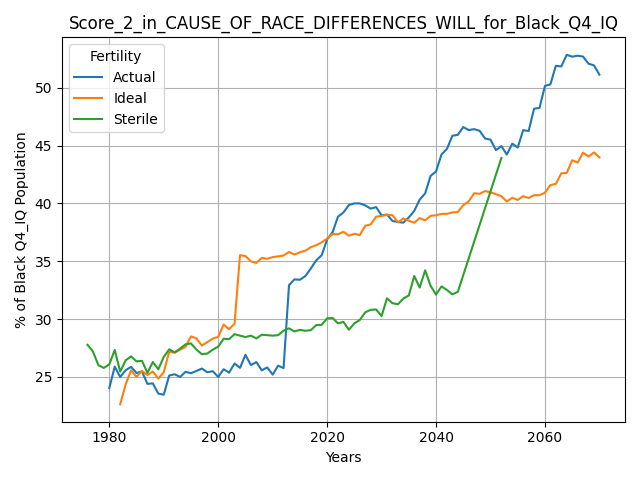 Score_2_in_CAUSE_OF_RACE_DIFFERENCES_WILL_for_Black_Q4_IQ
Fertility
Actual
Ideal
Sterile
% of Black Q4_IQ Population
50
45
40
35
30
25
1980
2000
2020
2040
2060
Years